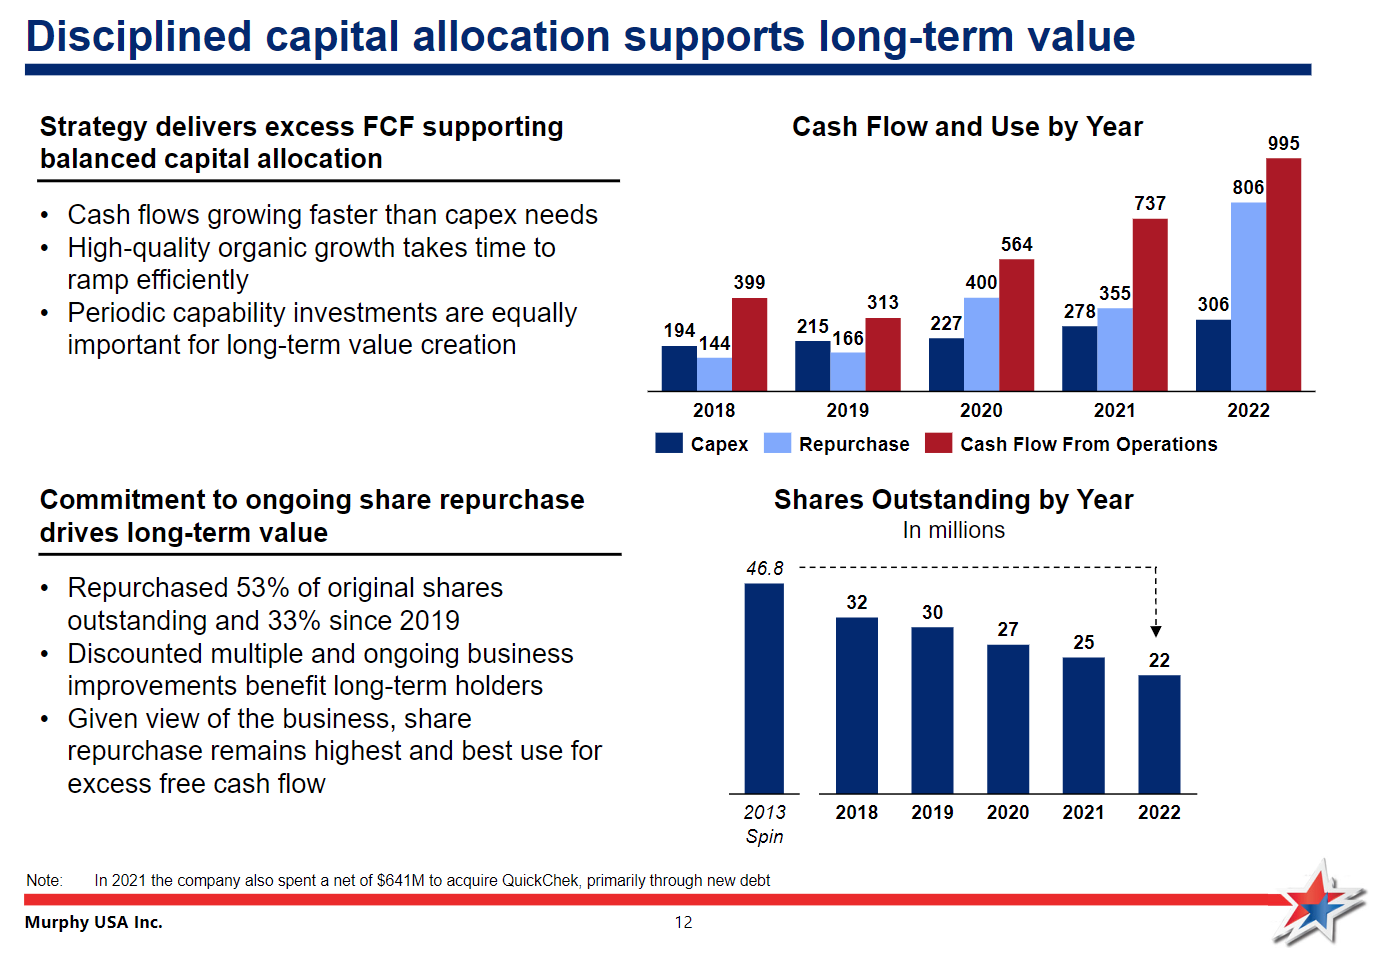 Disciplined capital allocation supports long-term value
Strategy delivers excess FCF supporting
balanced capital allocation
• Cash flows growing faster than capex needs
• High-quality organic growth takes time to
ramp efficiently
• Periodic capability investments are equally
important for long-term value creation
Cash Flow and Use by Year
194 144 399
215 166 313
227 400 564
278 355 737
306 806 995
2018 2019 2020 2021 2022
Capex Repurchase Cash Flow From Operations
Commitment to ongoing share repurchase
drives long-term value
• Repurchased 53% of original shares
outstanding and 33% since 2019
• Discounted multiple and ongoing business
improvements benefit long-term holders
• Given view of the business, share
repurchase remains highest and best use for
excess free cash flow
Shares Outstanding by Year
In millions
46.8 32 30 27 25 22
2013 2018 2019 2020 2021 2022
Spin
Note: In 2021 the company also spent a net of $641M to acquire QuickChek, primarily through new debt
Murphy USA Inc. 12